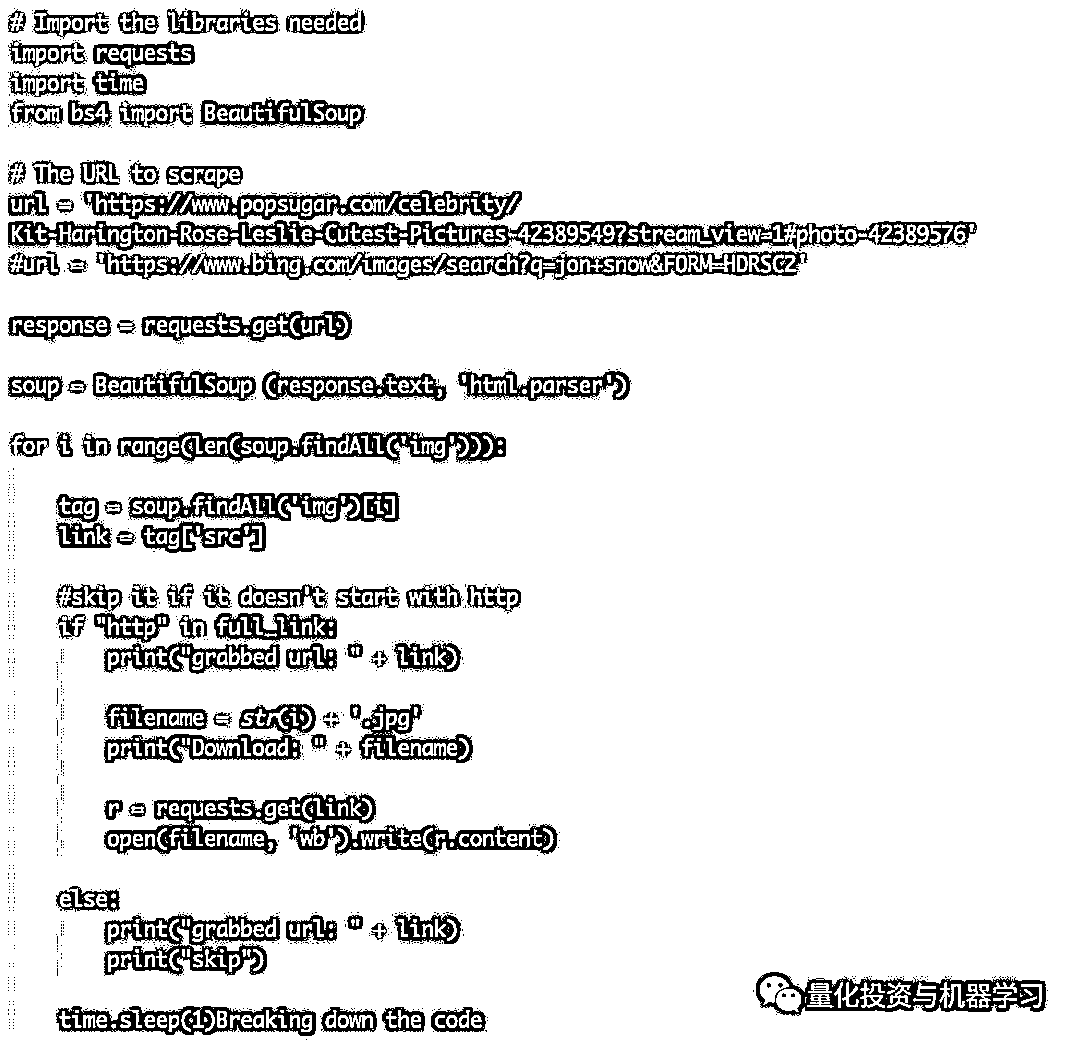 # Import the libraries needed
import requests
import time
from bs4 import BeautifulSoup
# The URL to scrape
url = 'https://www.popsugar.com/celebrity/
Kit-Harington-Rose-Leslie-Cutest-Pictures-42389549?stream_view=1#photo-42389576'
#url = 'https://www.bing.com/images/search?q=jon+snow&FORM=HDRSC2'
response = requests.get(url)
soup = BeautifulSoup (response.text, 'html.parser')
for i in range(len(soup.findAll('img'))):
    tag = soup.findAll('img')[i]
    link = tag['src']
    #skip it if it doesn't start with http
    if "http" in full_link:
        print("grabbed url: " + link)
        filename = str(i) + '.jpg'
        print("Download: " + filename)
        r = requests.get(link)
        open(filename, 'wb').write(r.content)
    else:
        print("grabbed url: " + link)
        print("skip")
    time.sleep(1)Breaking down the code
量化投资与机器学习